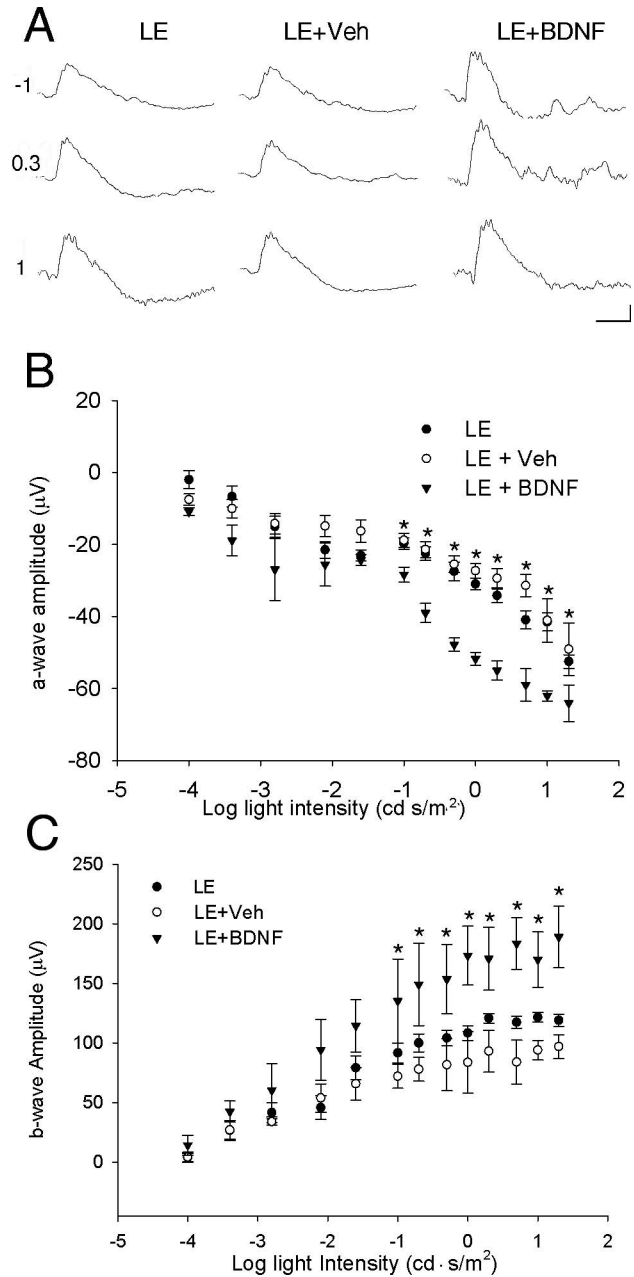 A
LE LE+Veh LE+BDNF
-1
0.3
1
B
20
0
-20
-40
-60
-80
a-wave amplitude (µV)
LE
LE + Veh
LE + BDNF
* * * * * * * *
-5 -4 -3 -2 -1 0 1 2
Log light intensity (cd s/m²)
C
250
200
150
100
50
0
b-wave Amplitude (µV)
LE
LE+Veh
LE+BDNF
* * * * * * * *
-5 -4 -3 -2 -1 0 1 2
Log light Intensity (cd · s/m²)